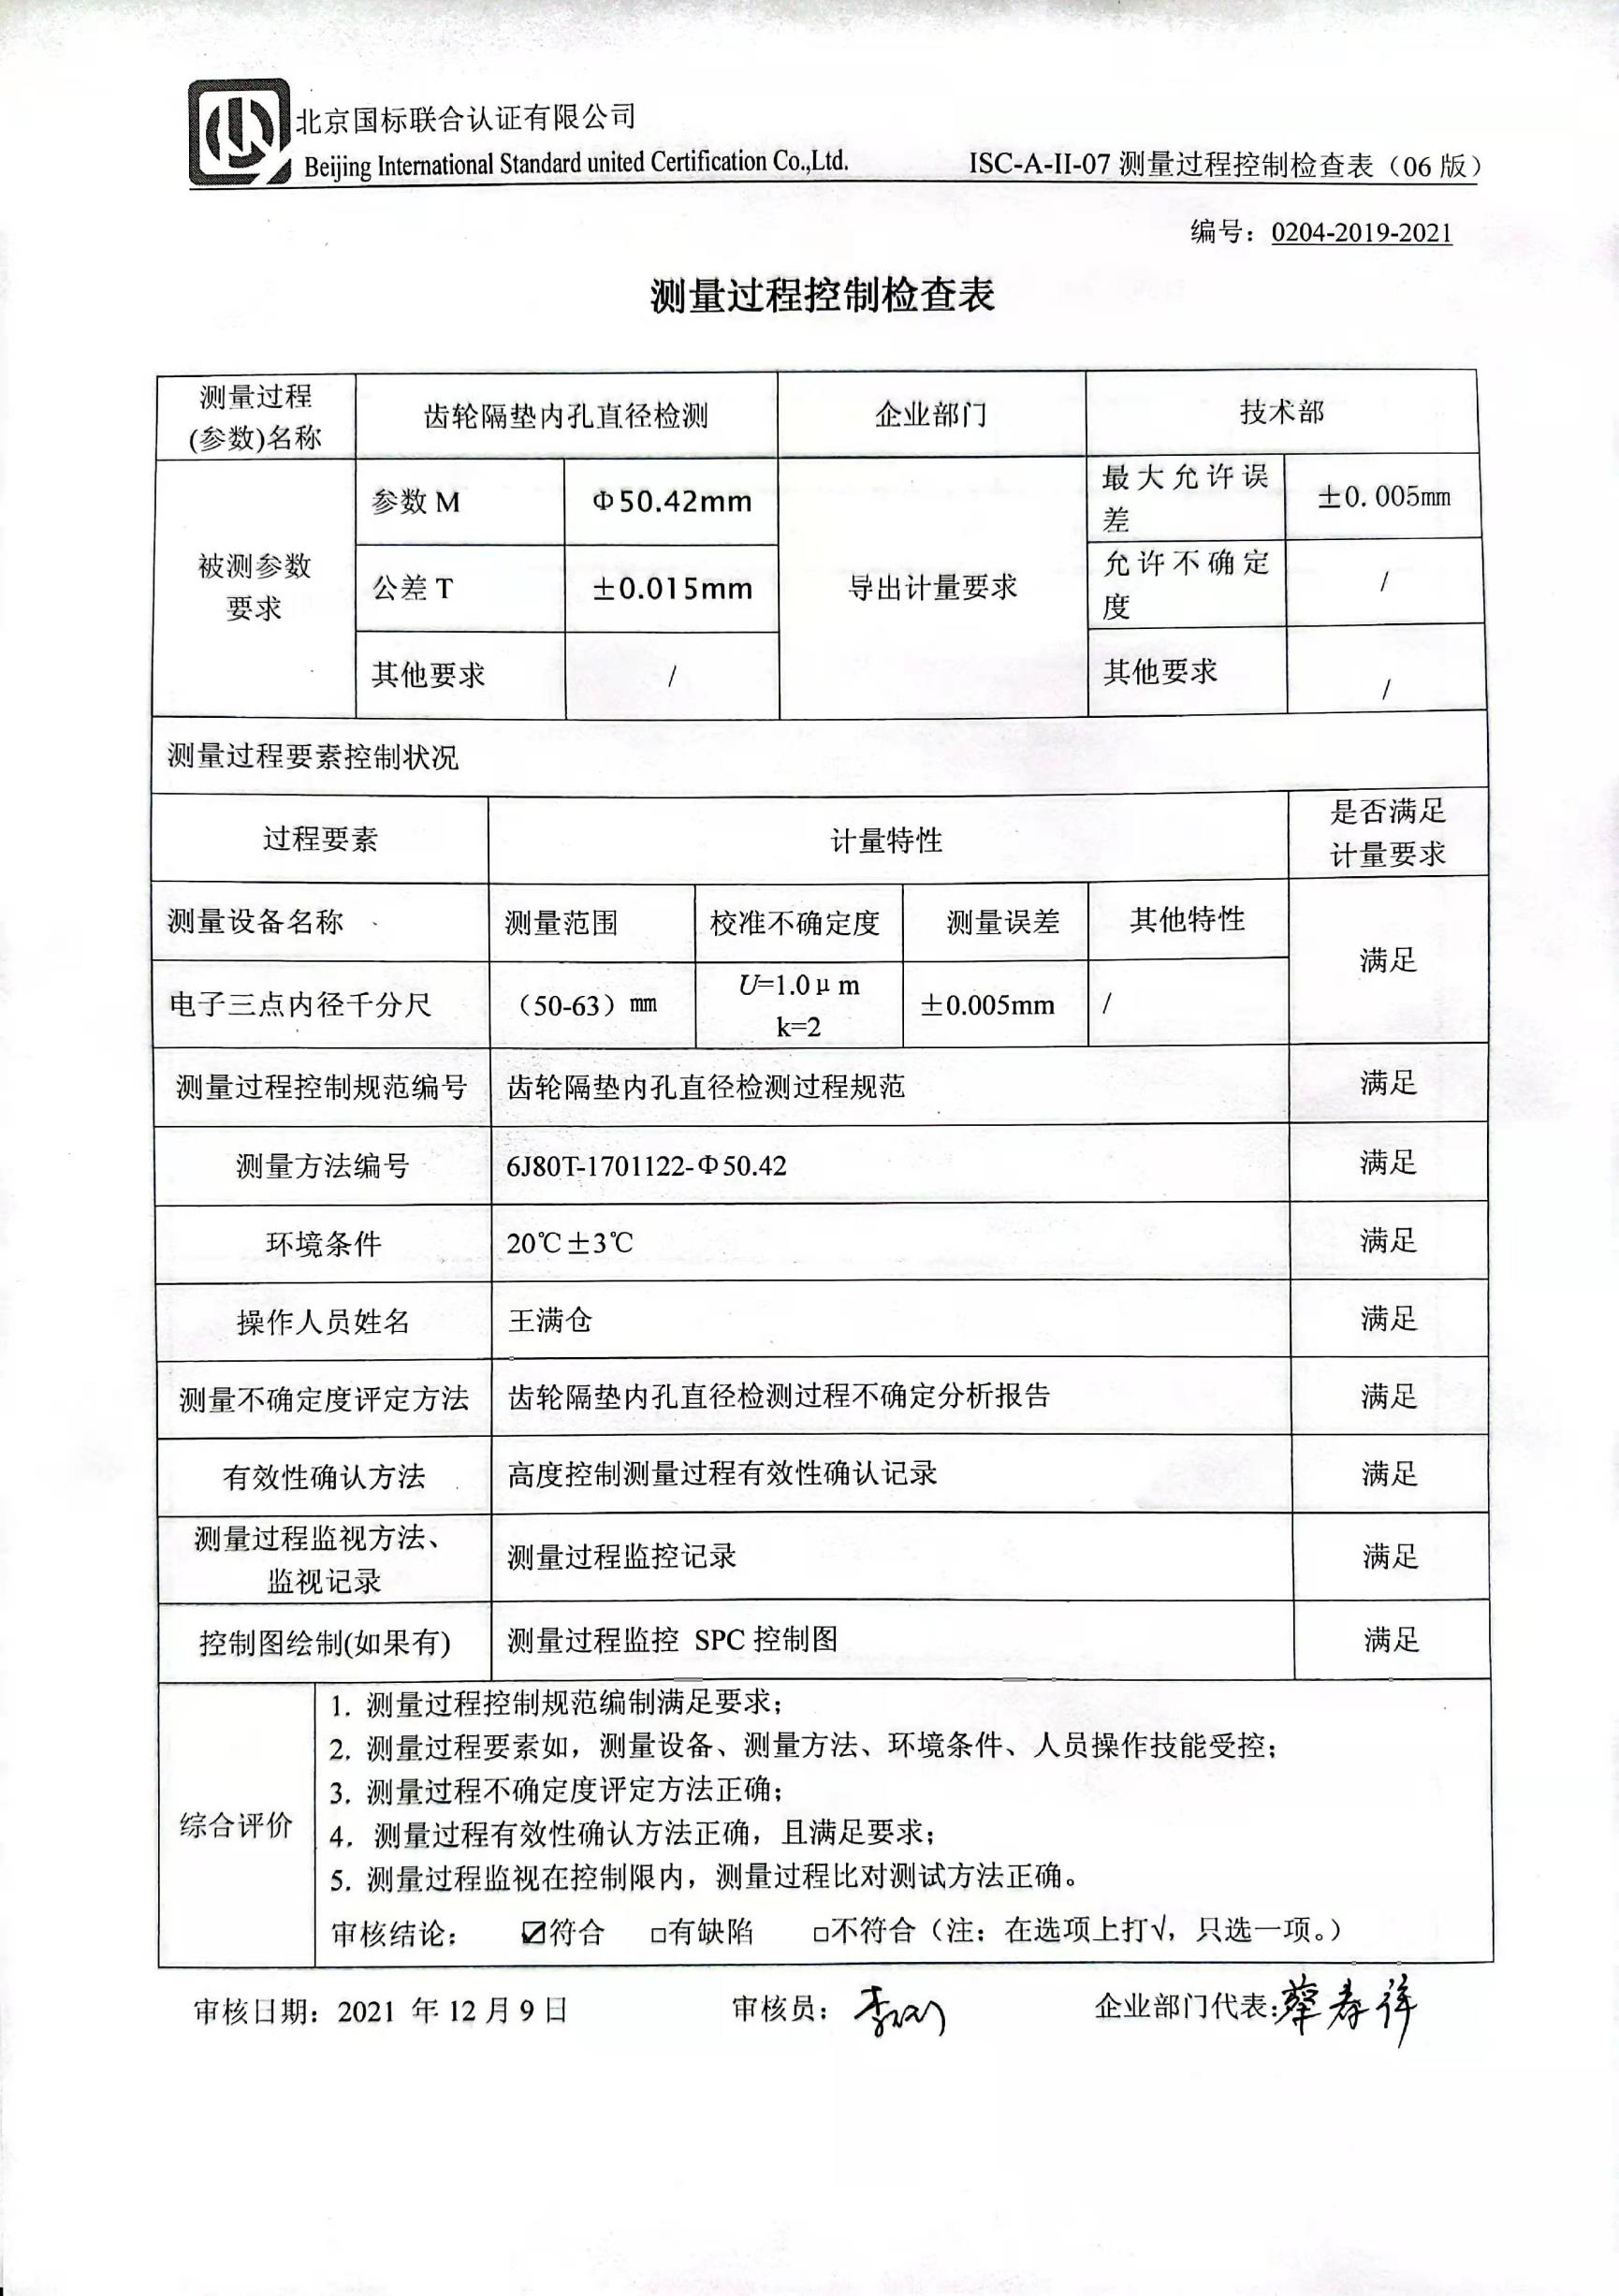 北京国标联合认证有限公司
Beijing International Standard united Certification Co.,Ltd. ISC-A-II-07 测量过程控制检查表（06 版）
编号：0204-2019-2021
测量过程控制检查表
测量过程
(参数)名称
齿轮隔垫内孔直径检测
企业部门
技术部
被测参数
要求
参数 M
Φ50.42mm
导出计量要求
最大允许误
差
±0.005mm
公差 T
±0.015mm
允许不确定
度
/
其他要求
/
其他要求
/
测量过程要素控制状况
过程要素
计量特性
是否满足
计量要求
测量设备名称
测量范围
校准不确定度
测量误差
其他特性
满足
电子三点内径千分尺
（50-63）mm
U=1.0μm
k=2
±0.005mm
/
测量过程控制规范编号
齿轮隔垫内孔直径检测过程规范
满足
测量方法编号
6J80T-1701122-Φ50.42
满足
环境条件
20℃±3℃
满足
操作人员姓名
王满仓
满足
测量不确定度评定方法
齿轮隔垫内孔直径检测过程不确定分析报告
满足
有效性确认方法
高度控制测量过程有效性确认记录
满足
测量过程监视方法、
监视记录
测量过程监控记录
满足
控制图绘制(如果有)
测量过程监控 SPC 控制图
满足
综合评价
1. 测量过程控制规范编制满足要求；
2. 测量过程要素如，测量设备、测量方法、环境条件、人员操作技能受控；
3. 测量过程不确定度评定方法正确；
4. 测量过程有效性确认方法正确，且满足要求；
5. 测量过程监视在控制限内，测量过程比对测试方法正确。
审核结论： ☑符合 □有缺陷 □不符合（注：在选项上打√，只选一项。）
审核日期：2021 年 12 月 9 日 审核员： 企业部门代表：蔡春祥